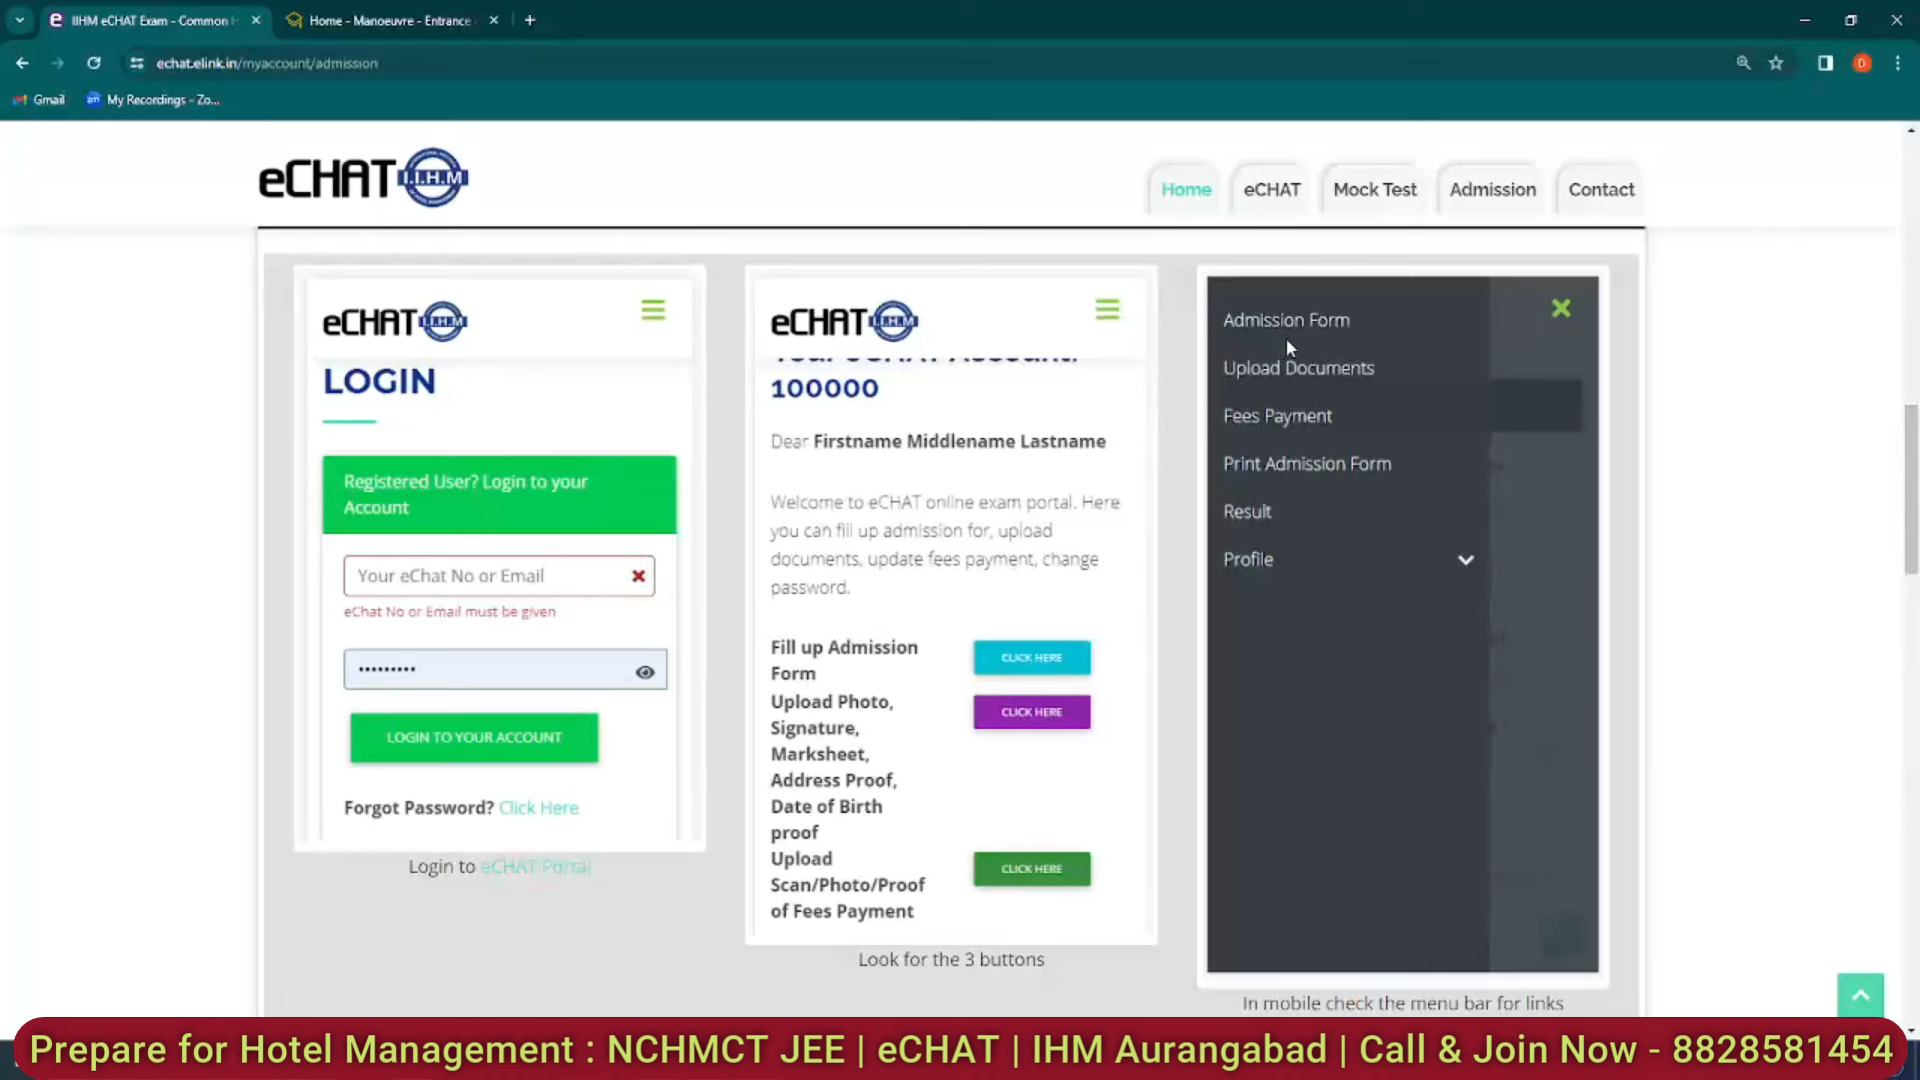 IIHM eCHAT Exam - Common
Home - Manoeuvre - Entrance
echat.elink.in/myaccount/admission
D
Gmail
My Recordings - Zo...
eCHAT I.I.H.M
Home
eCHAT
Mock Test
Admission
Contact
eCHAT I.I.H.M
LOGIN
Registered User? Login to your
Account
Your eChat No or Email
eChat No or Email must be given
LOGIN TO YOUR ACCOUNT
Forgot Password? Click Here
Login to eCHAT Portal
eCHAT I.I.H.M
Your eCHAT Account:
100000
Dear Firstname Middlename Lastname
Welcome to eCHAT online exam portal. Here
you can fill up admission for, upload
documents, update fees payment, change
password.
Fill up Admission
Form
CLICK HERE
Upload Photo,
Signature,
Marksheet,
Address Proof,
Date of Birth
proof
CLICK HERE
Upload
Scan/Photo/Proof
of Fees Payment
CLICK HERE
Look for the 3 buttons
Admission Form
Upload Documents
Fees Payment
Print Admission Form
Result
Profile
In mobile check the menu bar for links
Prepare for Hotel Management : NCHMCT JEE | eCHAT | IHM Aurangabad | Call & Join Now - 8828581454